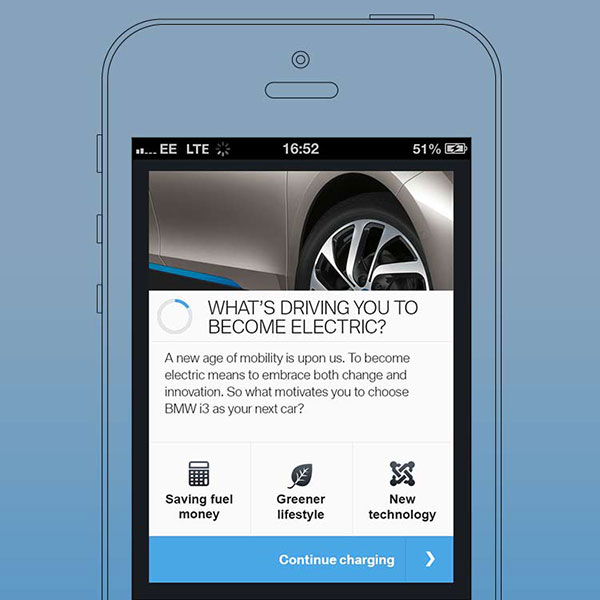 EE LTE 16:52 51%
WHAT'S DRIVING YOU TO
BECOME ELECTRIC?
A new age of mobility is upon us. To become
electric means to embrace both change and
innovation. So what motivates you to choose
BMW i3 as your next car?
Saving fuel
money
Greener
lifestyle
New
technology
Continue charging